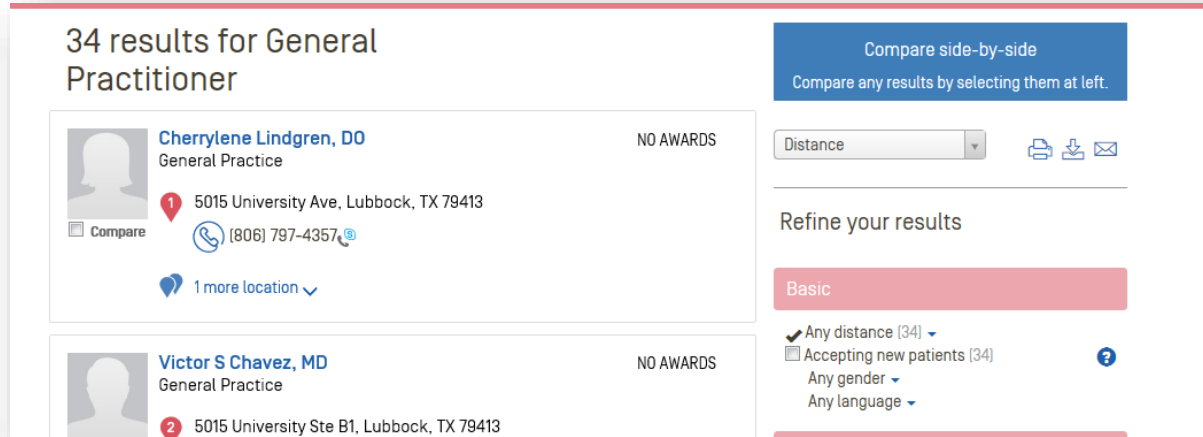 34 results for General
Practitioner
Cherrylene Lindgren, DO
NO AWARDS
General Practice
1
5015 University Ave, Lubbock, TX 79413
Compare
(806) 797-4357
1 more location
Victor S Chavez, MD
NO AWARDS
General Practice
2
5015 University Ste B1, Lubbock, TX 79413
Compare side-by-side
Compare any results by selecting them at left.
Distance
Refine your results
Basic
Any distance (34)
Accepting new patients (34)
?
Any gender
Any language